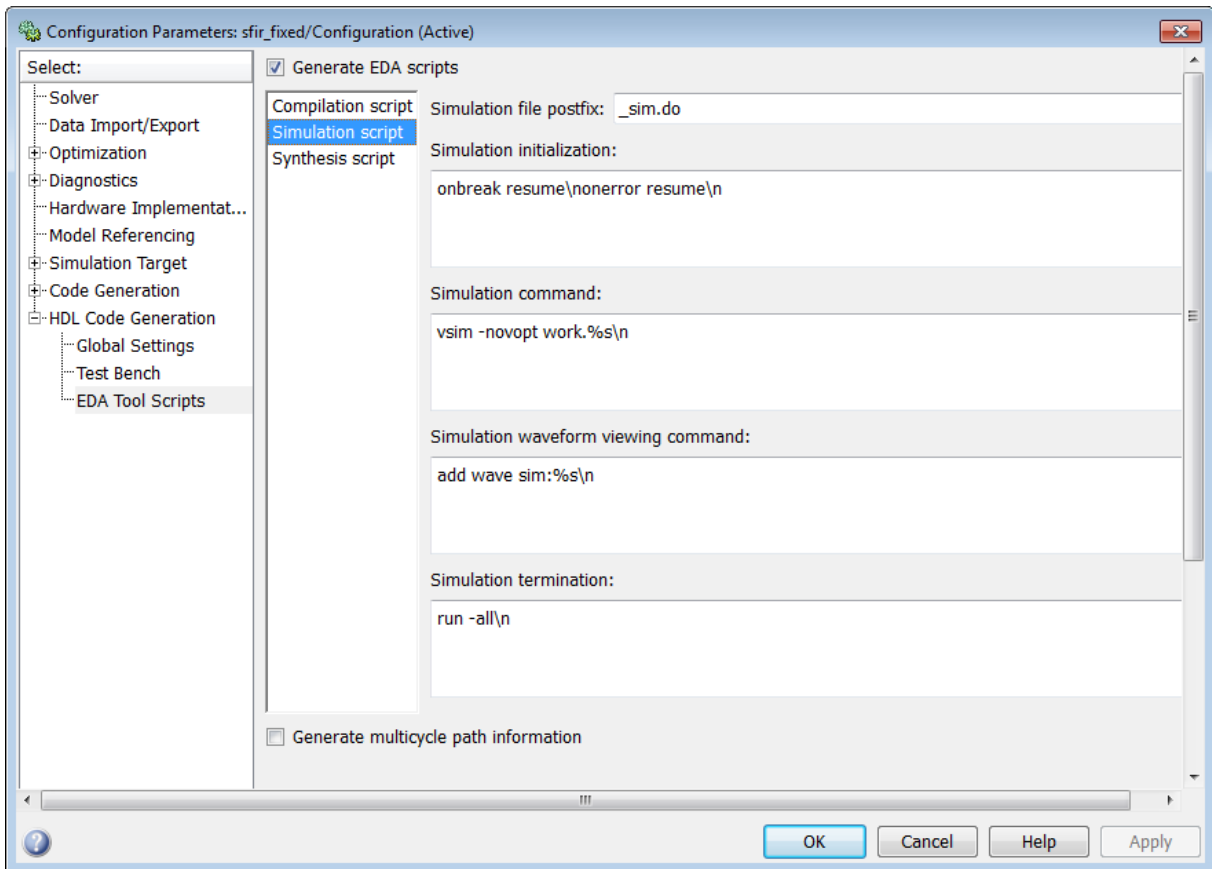 Configuration Parameters: sfir_fixed/Configuration (Active)
Select:
Solver
Data Import/Export
Optimization
Diagnostics
Hardware Implementat...
Model Referencing
Simulation Target
Code Generation
HDL Code Generation
Global Settings
Test Bench
EDA Tool Scripts
Generate EDA scripts
Compilation script
Simulation script
Synthesis script
Simulation file postfix: _sim.do
Simulation initialization:
onbreak resume\nonerror resume\n
Simulation command:
vsim -novopt work.%s\n
Simulation waveform viewing command:
add wave sim:%s\n
Simulation termination:
run -all\n
Generate multicycle path information
OK
Cancel
Help
Apply